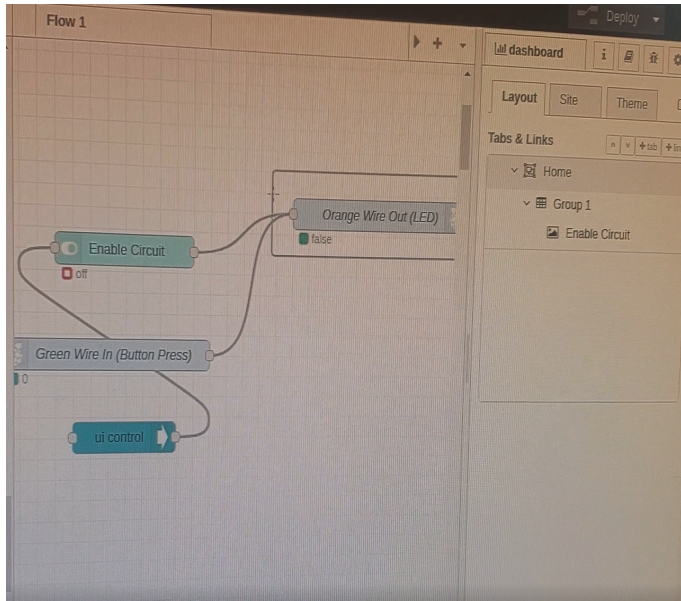 Flow 1
Deploy
dashboard
i
Layout
Site
Theme
Tabs & Links
+tab
Home
Group 1
Enable Circuit
Orange Wire Out (LED)
false
Enable Circuit
off
Green Wire In (Button Press)
0
ui control